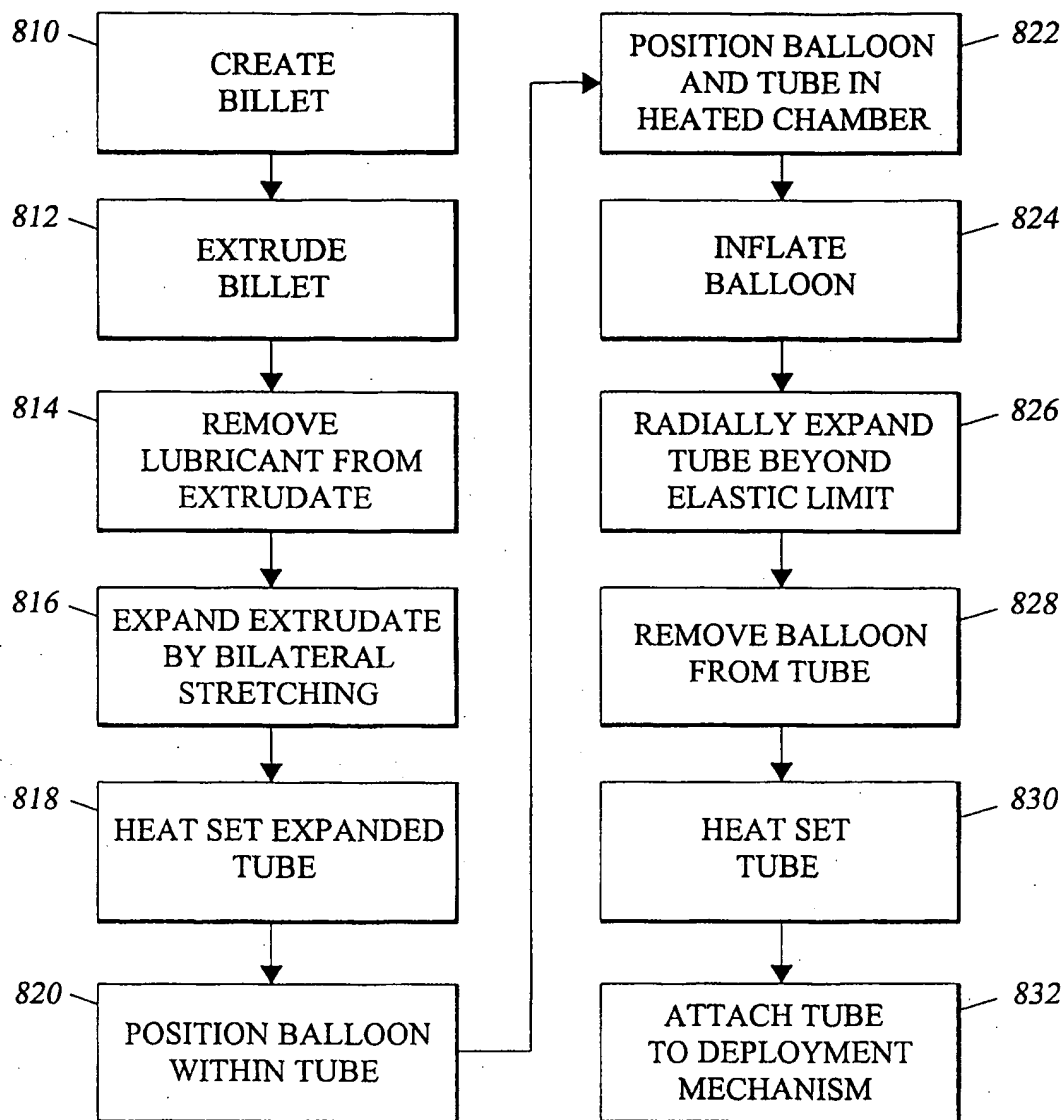 810
CREATE
BILLET
812
EXTRUDE
BILLET
814
REMOVE
LUBRICANT FROM
EXTRUDATE
816
EXPAND EXTRUDATE
BY BILATERAL
STRETCHING
818
HEAT SET EXPANDED
TUBE
820
POSITION BALLOON
WITHIN TUBE
822
POSITION BALLOON
AND TUBE IN
HEATED CHAMBER
824
INFLATE
BALLOON
826
RADIALLY EXPAND
TUBE BEYOND
ELASTIC LIMIT
828
REMOVE BALLOON
FROM TUBE
830
HEAT SET
TUBE
832
ATTACH TUBE
TO DEPLOYMENT
MECHANISM